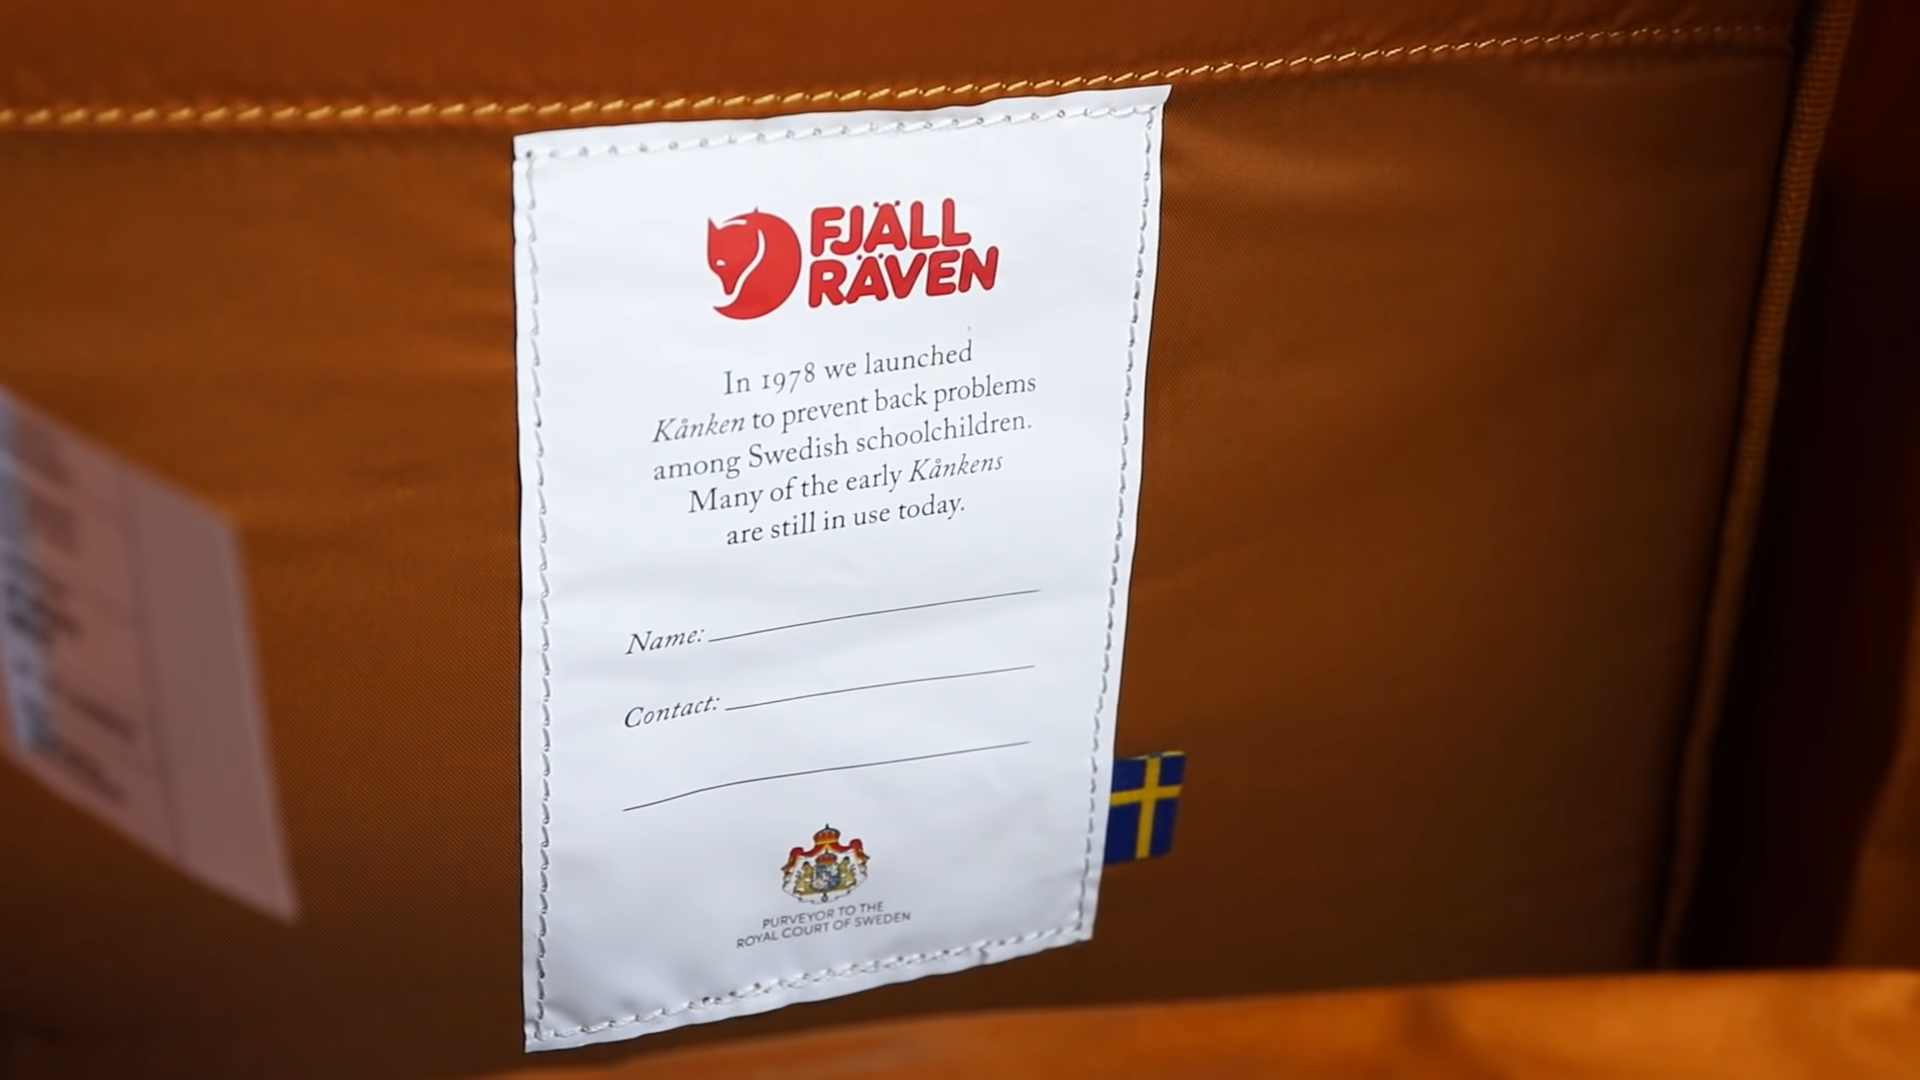 FJÄLL
RÄVEN
In 1978 we launched
Kånken to prevent back problems
among Swedish schoolchildren.
Many of the early Kånkens
are still in use today.
Name:
Contact:
PURVEYOR TO THE
ROYAL COURT OF SWEDEN